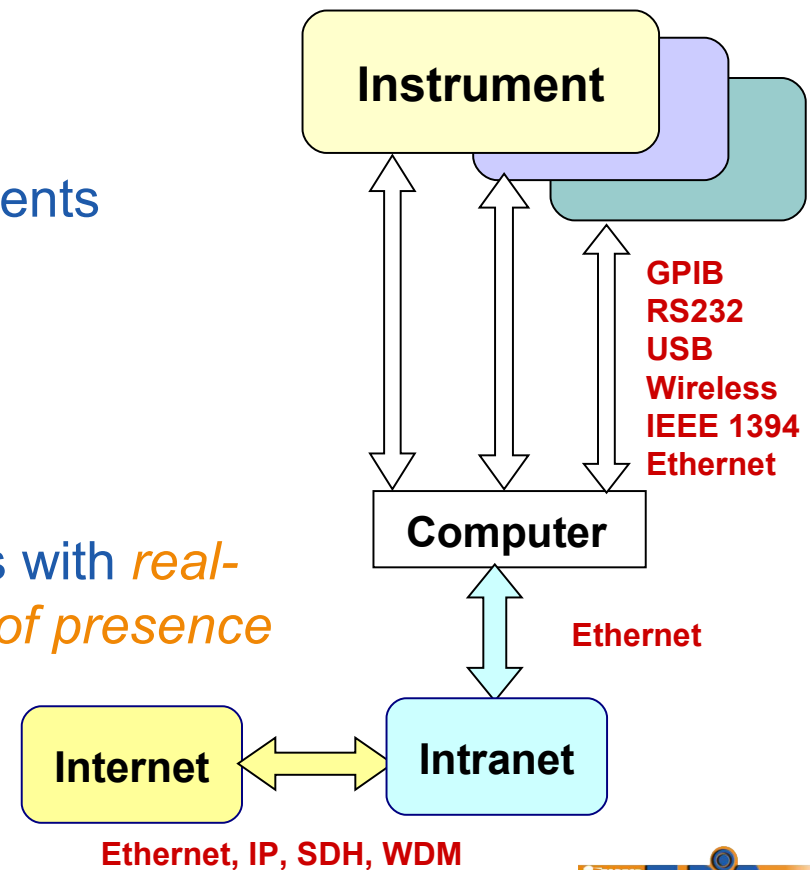 Instrument
ents
GPIB
RS232
USB
Wireless
IEEE 1394
Ethernet
Computer
s with real-
of presence
Ethernet
Internet
Intranet
Ethernet, IP, SDH, WDM